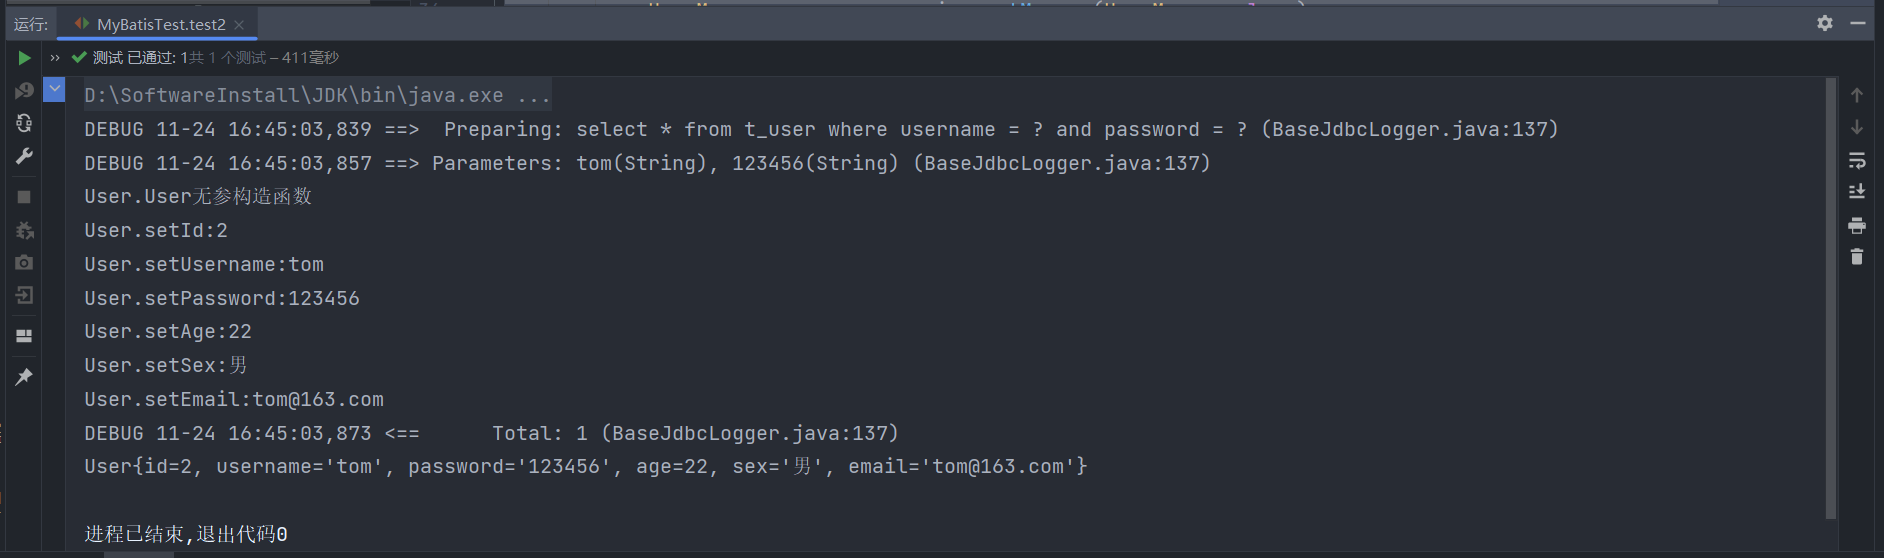 运行: MyBatisTest.test2
测试 已通过: 1共 1 个测试 – 411毫秒
D:\SoftwareInstall\JDK\bin\java.exe ...
DEBUG 11-24 16:45:03,839 ==>  Preparing: select * from t_user where username = ? and password = ? (BaseJdbcLogger.java:137)
DEBUG 11-24 16:45:03,857 ==> Parameters: tom(String), 123456(String) (BaseJdbcLogger.java:137)
User.User无参构造函数
User.setId:2
User.setUsername:tom
User.setPassword:123456
User.setAge:22
User.setSex:男
User.setEmail:tom@163.com
DEBUG 11-24 16:45:03,873 <==      Total: 1 (BaseJdbcLogger.java:137)
User{id=2, username='tom', password='123456', age=22, sex='男', email='tom@163.com'}
进程已结束,退出代码0